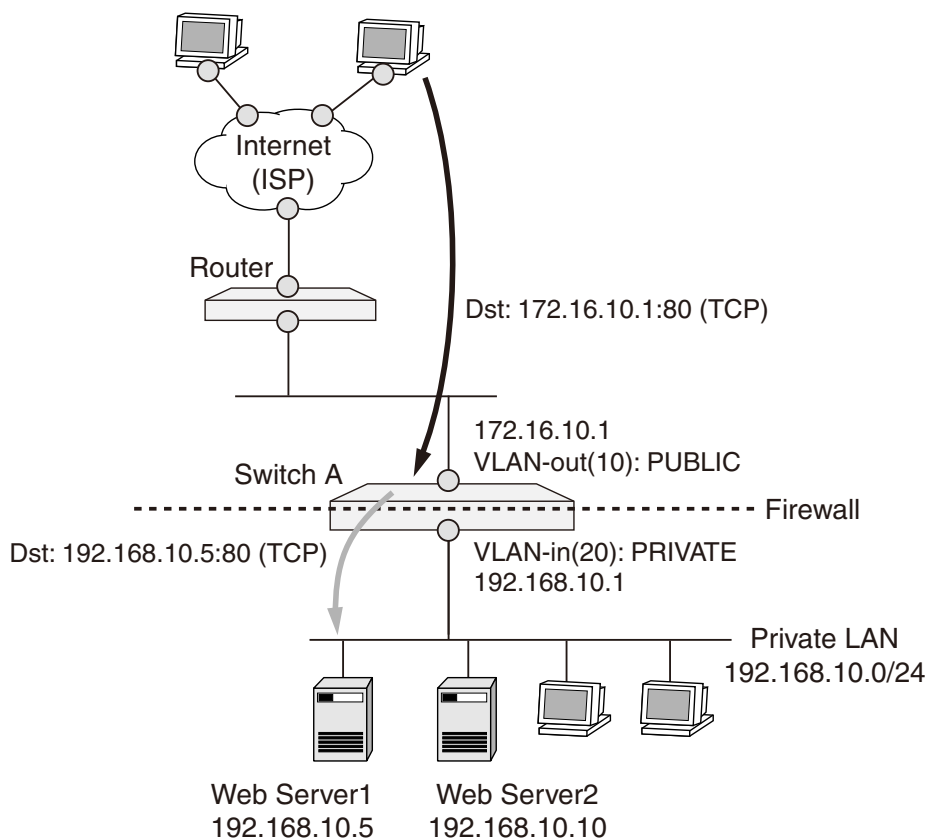 Internet
(ISP)
Router
Dst: 172.16.10.1:80 (TCP)
172.16.10.1
VLAN-out(10): PUBLIC
Switch A
Firewall
Dst: 192.168.10.5:80 (TCP)
VLAN-in(20): PRIVATE
192.168.10.1
Private LAN
192.168.10.0/24
Web Server1
192.168.10.5
Web Server2
192.168.10.10